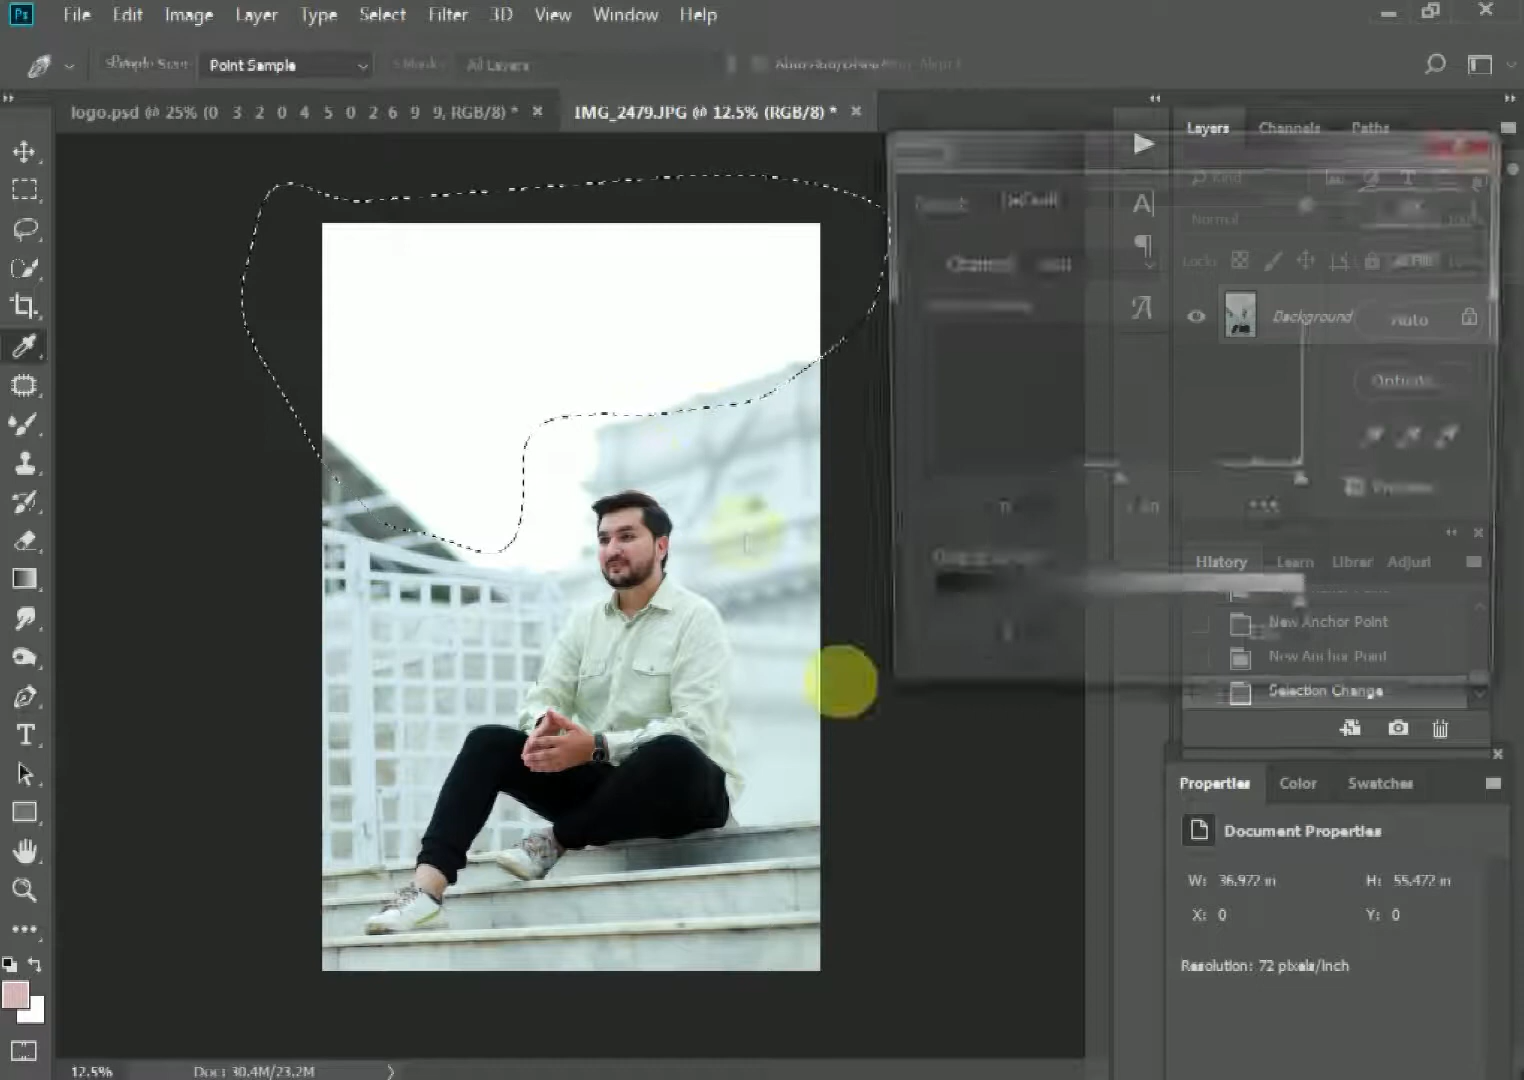 Ps File Edit Image Layer Type Select Filter 3D View Window Help
Point Sample All Layers
logo.psd @ 25% (0 3 2 0 4 5 0 2 6 9 9, RGB/8) * × IMG_2479.JPG @ 12.5% (RGB/8) * ×
Layers Channels Paths
Kind
Normal
Background
Auto
History Learn Librar Adjust
New Anchor Point
New Anchor Point
Selection Change
Properties Color Swatches
Document Properties
W: 36.972 in H: 55.472 in
X: 0 Y: 0
Resolution: 72 pixels/inch
12.5% Doc: 30.4M/23.2M